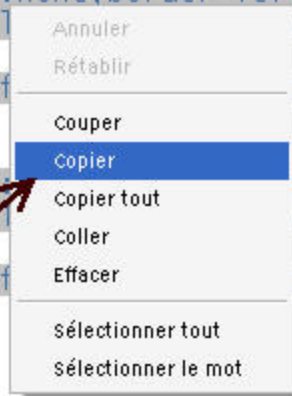 Annuler
Rétablir
Couper
Copier
Copier tout
Coller
Effacer
Sélectionner tout
Sélectionner le mot